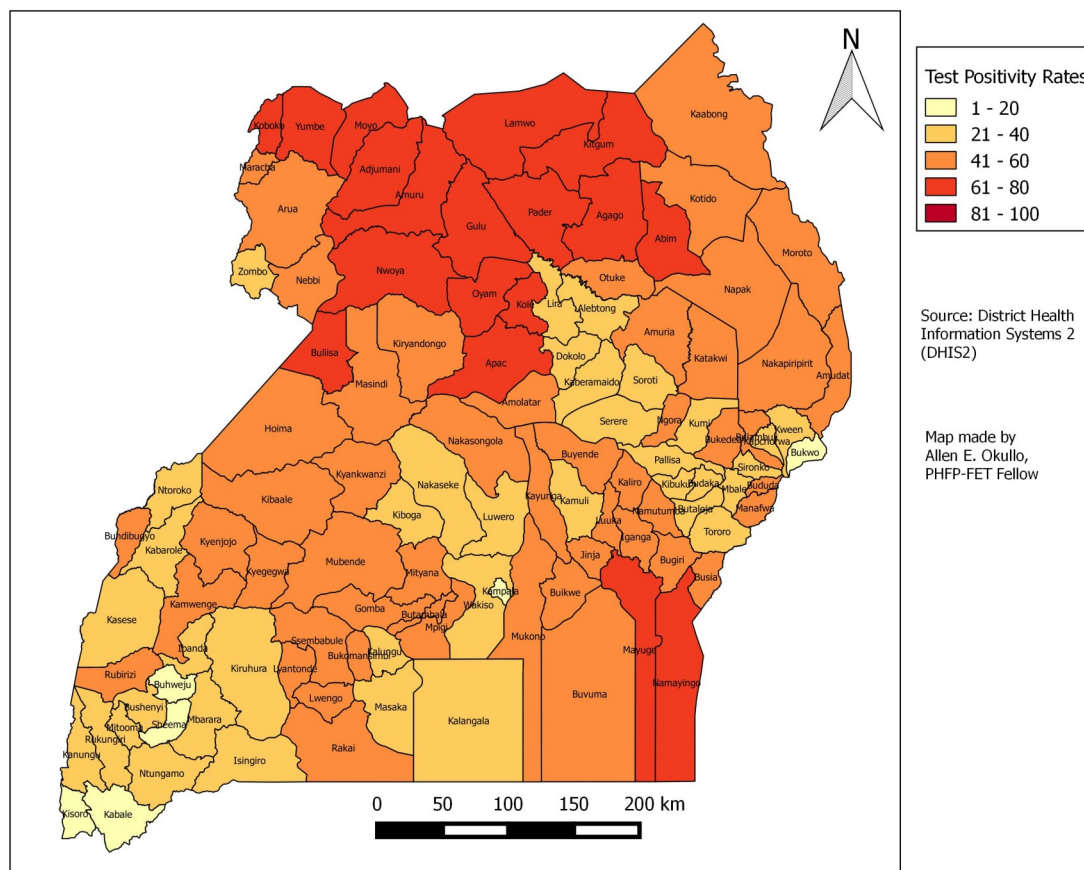 N
Koboko
Yumbe
Moyo
Lamwo
Kaabong
Kitgum
Maracha
Adjumani
Amuru
Arua
Gulu
Pader
Agago
Abim
Kotido
Moroto
Zombo
Nebbi
Nwoya
Oyam
Kole
Lira
Alebtong
Otuke
Napak
Buliisa
Kiryandongo
Masindi
Apac
Dokolo
Kaberamaido
Soroti
Amuria
Katakwi
Nakapiripirit
Amudat
Hoima
Amolatar
Serere
Ngora
Kumi
Bukedea
Kapchorwa
Kween
Bukwo
Nakasongola
Buyende
Pallisa
Sironko
Kibuku
Budaka
Mbale
Bududa
Manafwa
Butaleja
Tororo
Kyankwanzi
Nakaseke
Kibaale
Kiboga
Luwero
Kayunga
Kamuli
Kaliro
Namutumba
Luuka
Iganga
Bugiri
Busia
Jinja
Ntoroko
Bundibugyo
Kabarole
Kyenjojo
Kyegegwa
Mubende
Mityana
Kampala
Wakiso
Buikwe
Kasese
Kamwenge
Gomba
Butambala
Mpigi
Mukono
Buvuma
Mayuge
Namayingo
Ibanda
Kiruhura
Ssembabule
Bukomansimbi
Kalungu
Lyantonde
Rubirizi
Buhweju
Bushenyi
Sheema
Mbarara
Mitooma
Rukungiri
Kanungu
Lwengo
Masaka
Kalangala
Rakai
Isingiro
Ntungamo
Kisoro
Kabale
0 50 100 150 200 km
Test Positivity Rates
1 - 20
21 - 40
41 - 60
61 - 80
81 - 100
Source: District Health
Information Systems 2
(DHIS2)
Map made by
Allen E. Okullo,
PHFP-FET Fellow